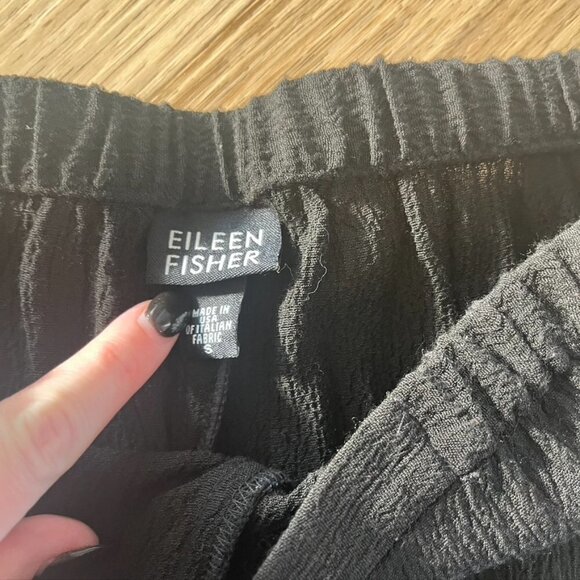 EILEEN
FISHER
MADE IN
USA
OF ITALIAN
FABRIC
S